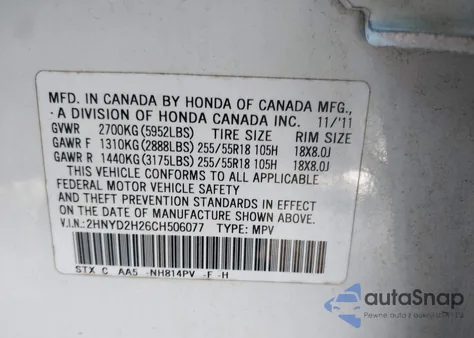 MFD. IN CANADA BY HONDA OF CANADA MFG.,
A DIVISION OF HONDA CANADA INC. 11/'11
GVWR 2700KG(5952LBS) TIRE SIZE RIM SIZE
GAWR F 1310KG(2888LBS) 255/55R18 105H 18X8.0J
GAWR R 1440KG(3175LBS) 255/55R18 105H 18X8.0J
THIS VEHICLE CONFORMS TO ALL APPLICABLE
FEDERAL MOTOR VEHICLE SAFETY
AND THEFT PREVENTION STANDARDS IN EFFECT
ON THE DATE OF MANUFACTURE SHOWN ABOVE.
V.I.N.:2HNYD2H26CH506077 TYPE: MPV
STX C AA5 -NH814PV -F -H
autaSnap